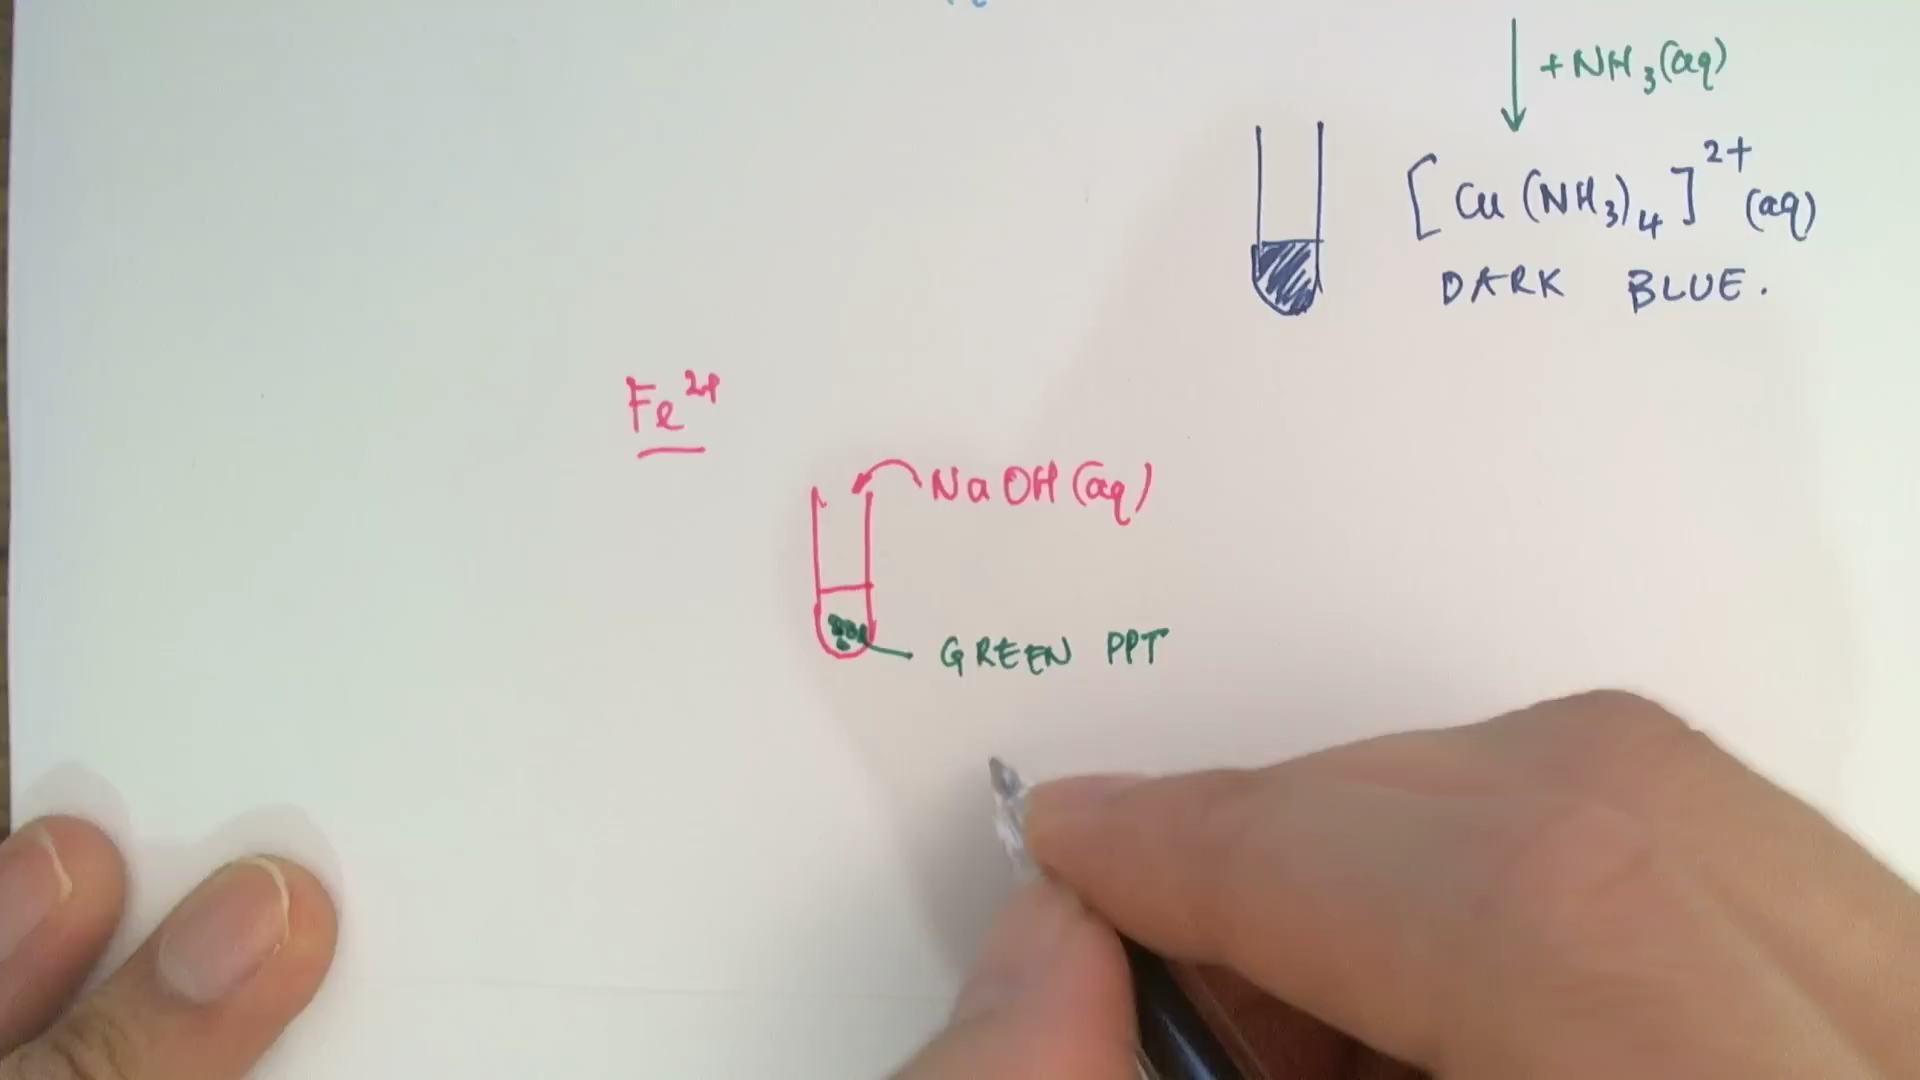 +NH₃(aq)
[Cu(NH₃)₄]²⁺(aq)
DARK BLUE.
Fe²⁺
NaOH(aq)
GREEN PPT